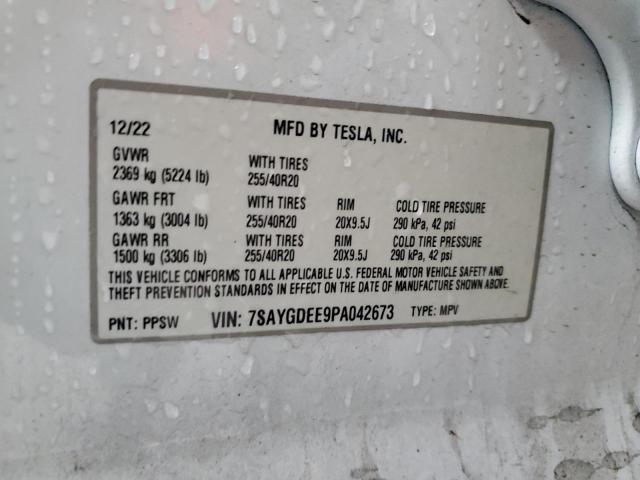 12/22 MFD BY TESLA, INC.
GVWR WITH TIRES
2369 kg (5224 lb) 255/40R20
GAWR FRT WITH TIRES RIM COLD TIRE PRESSURE
1363 kg (3004 lb) 255/40R20 20X9.5J 290 kPa, 42 psi
GAWR RR WITH TIRES RIM COLD TIRE PRESSURE
1500 kg (3306 lb) 255/40R20 20X9.5J 290 kPa, 42 psi
THIS VEHICLE CONFORMS TO ALL APPLICABLE U.S. FEDERAL MOTOR VEHICLE SAFETY AND
THEFT PREVENTION STANDARDS IN EFFECT ON THE DATE OF MANUFACTURE SHOWN ABOVE.
PNT: PPSW VIN: 7SAYGDEE9PA042673 TYPE: MPV